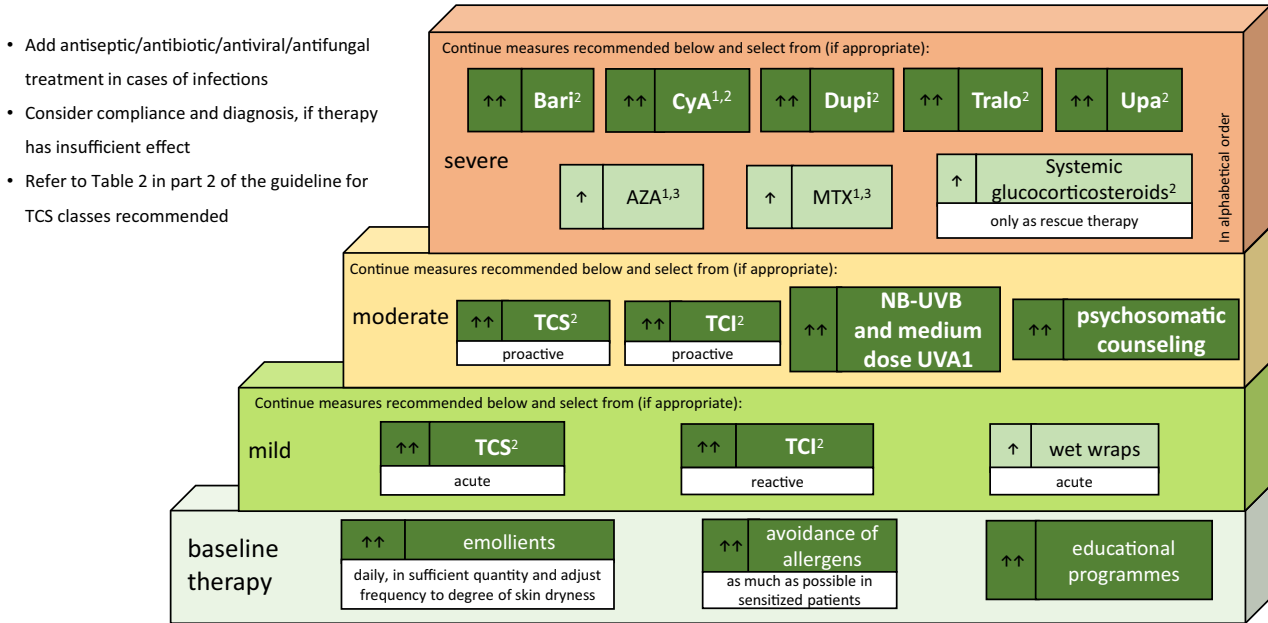 • Add antiseptic/antibiotic/antiviral/antifungal
treatment in cases of infections
• Consider compliance and diagnosis, if therapy
has insufficient effect
• Refer to Table 2 in part 2 of the guideline for
TCS classes recommended
Continue measures recommended below and select from (if appropriate):
↑↑ Bari²
↑↑ CyA¹,²
↑↑ Dupi²
↑↑ Tralo²
↑↑ Upa²
severe
↑ AZA¹,³
↑ MTX¹,³
↑ Systemic
glucocorticosteroids²
only as rescue therapy
In alphabetical order
Continue measures recommended below and select from (if appropriate):
moderate
↑↑ TCS²
proactive
↑↑ TCI²
proactive
↑↑ NB-UVB
and medium
dose UVA1
↑↑ psychosomatic
counseling
Continue measures recommended below and select from (if appropriate):
mild
↑↑ TCS²
acute
↑↑ TCI²
reactive
↑ wet wraps
acute
baseline
therapy
↑↑ emollients
daily, in sufficient quantity and adjust
frequency to degree of skin dryness
↑↑ avoidance of
allergens
as much as possible in
sensitized patients
↑↑ educational
programmes